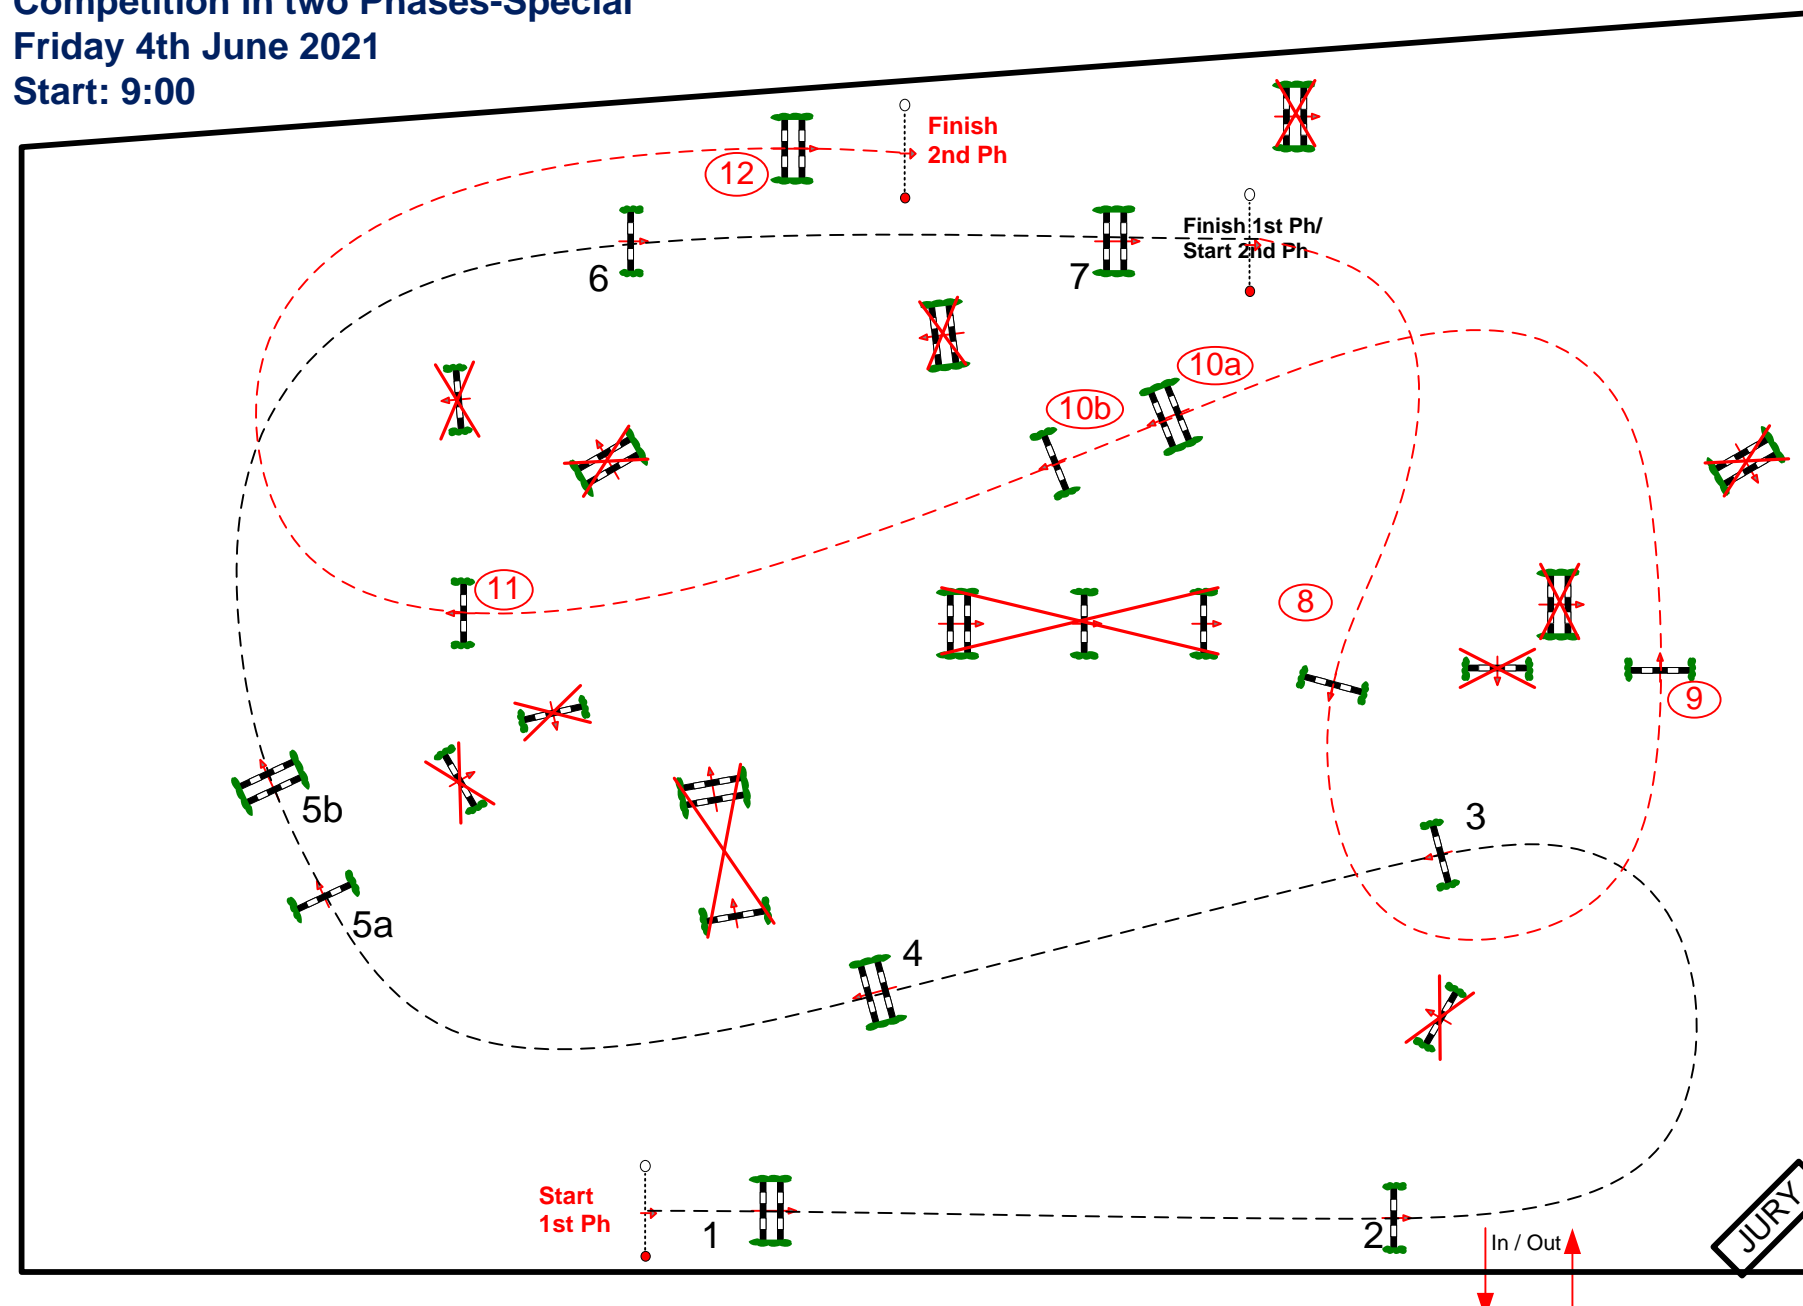 Competition in two Phases-Special
Friday 4th June 2021
Start: 9:00
Finish
2nd Ph
12
6
7
Finish 1st Ph/
Start 2nd Ph
10a
10b
11
8
9
5b
5a
3
4
Start
1st Ph
1
2
In / Out
JURY